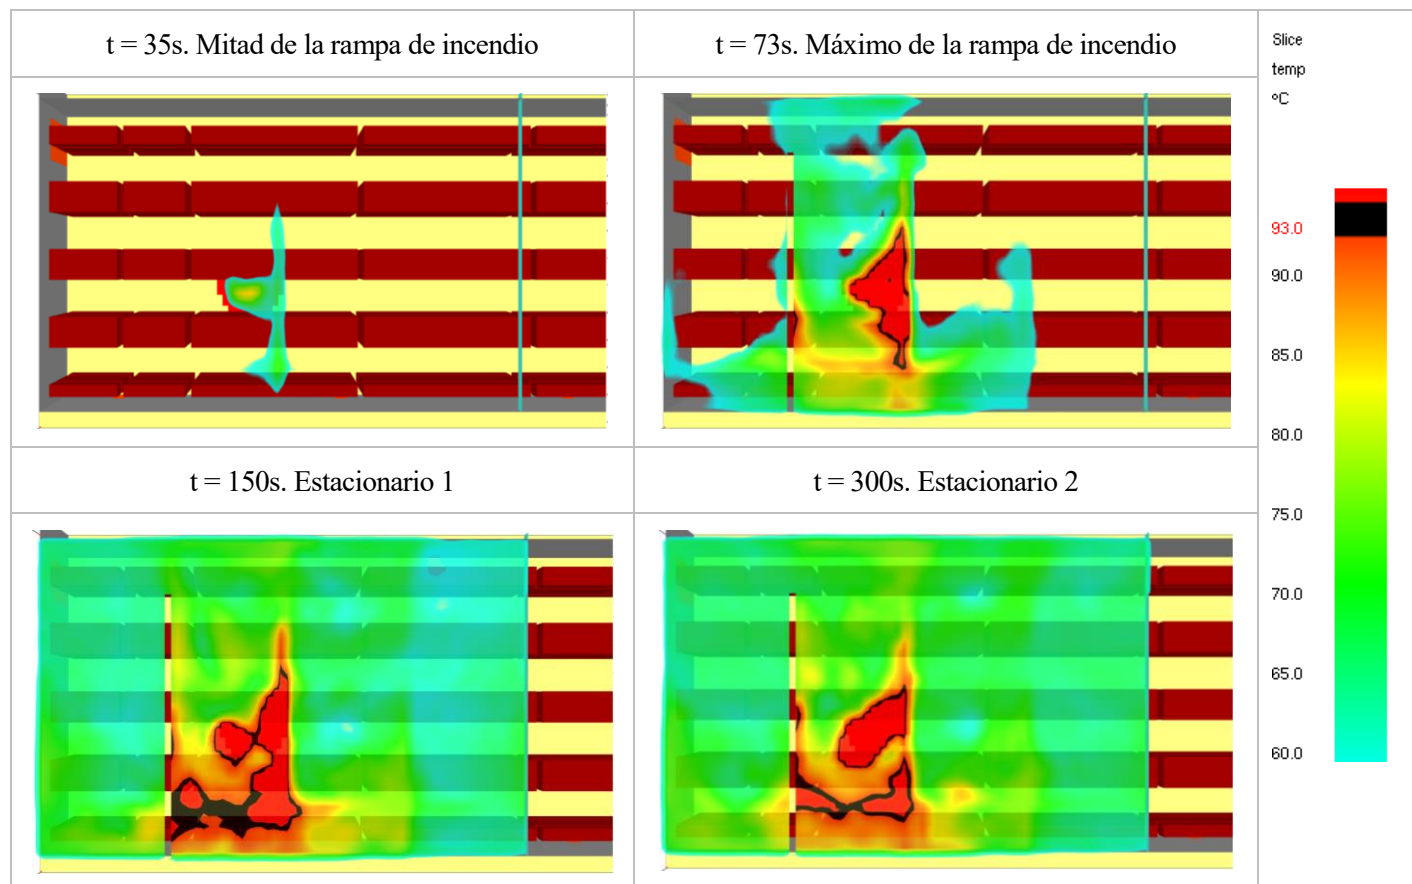 t = 35s. Mitad de la rampa de incendio
t = 73s. Máximo de la rampa de incendio
Slice
temp
ºC
93.0
90.0
85.0
80.0
75.0
70.0
65.0
60.0
t = 150s. Estacionario 1
t = 300s. Estacionario 2